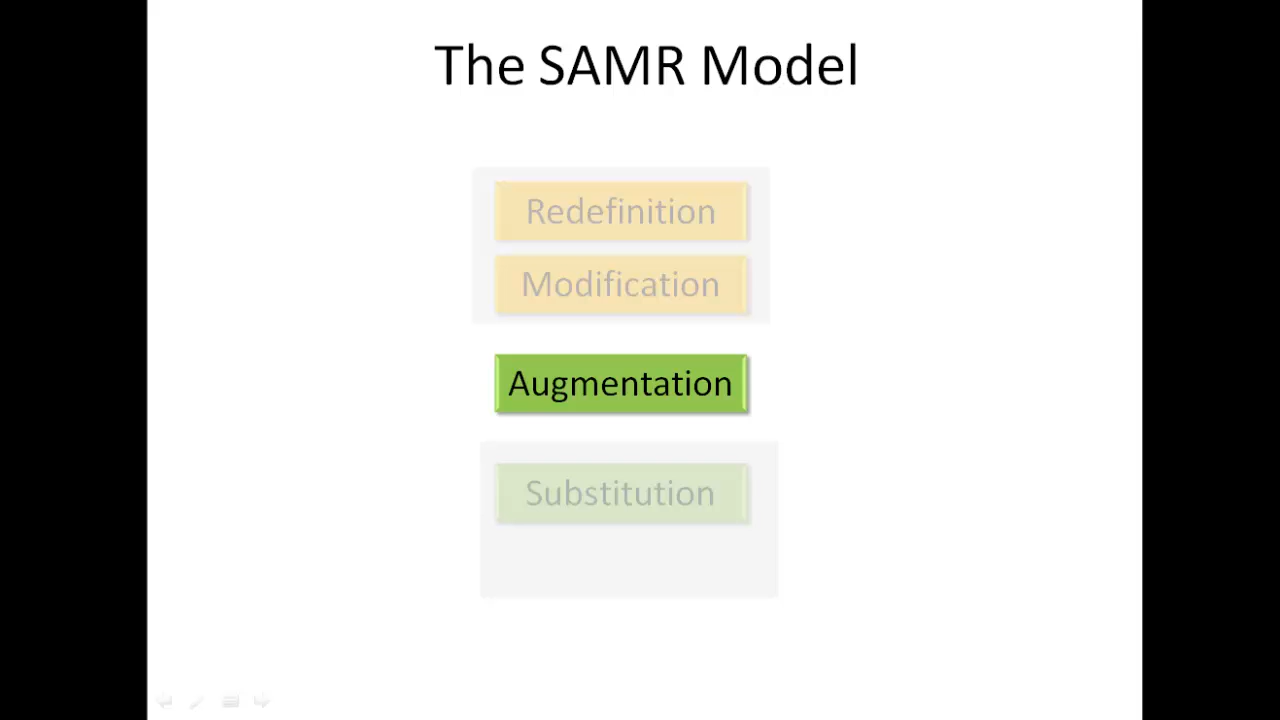 The SAMR Model
Redefinition
Modification
Augmentation
Substitution